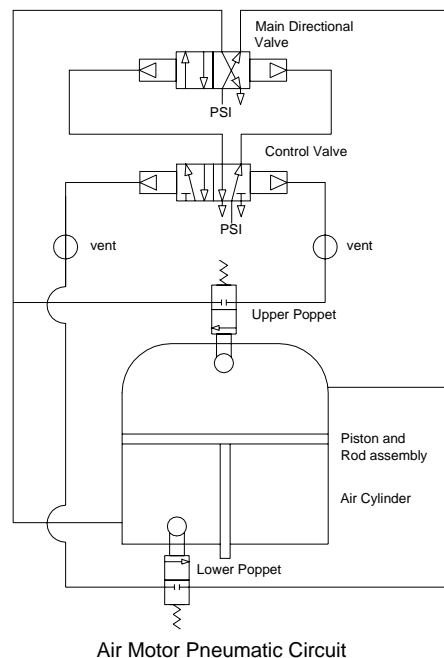 Main Directional
Valve
PSI
Control Valve
PSI
vent
vent
Upper Poppet
Piston and
Rod assembly
Air Cylinder
Lower Poppet
Air Motor Pneumatic Circuit